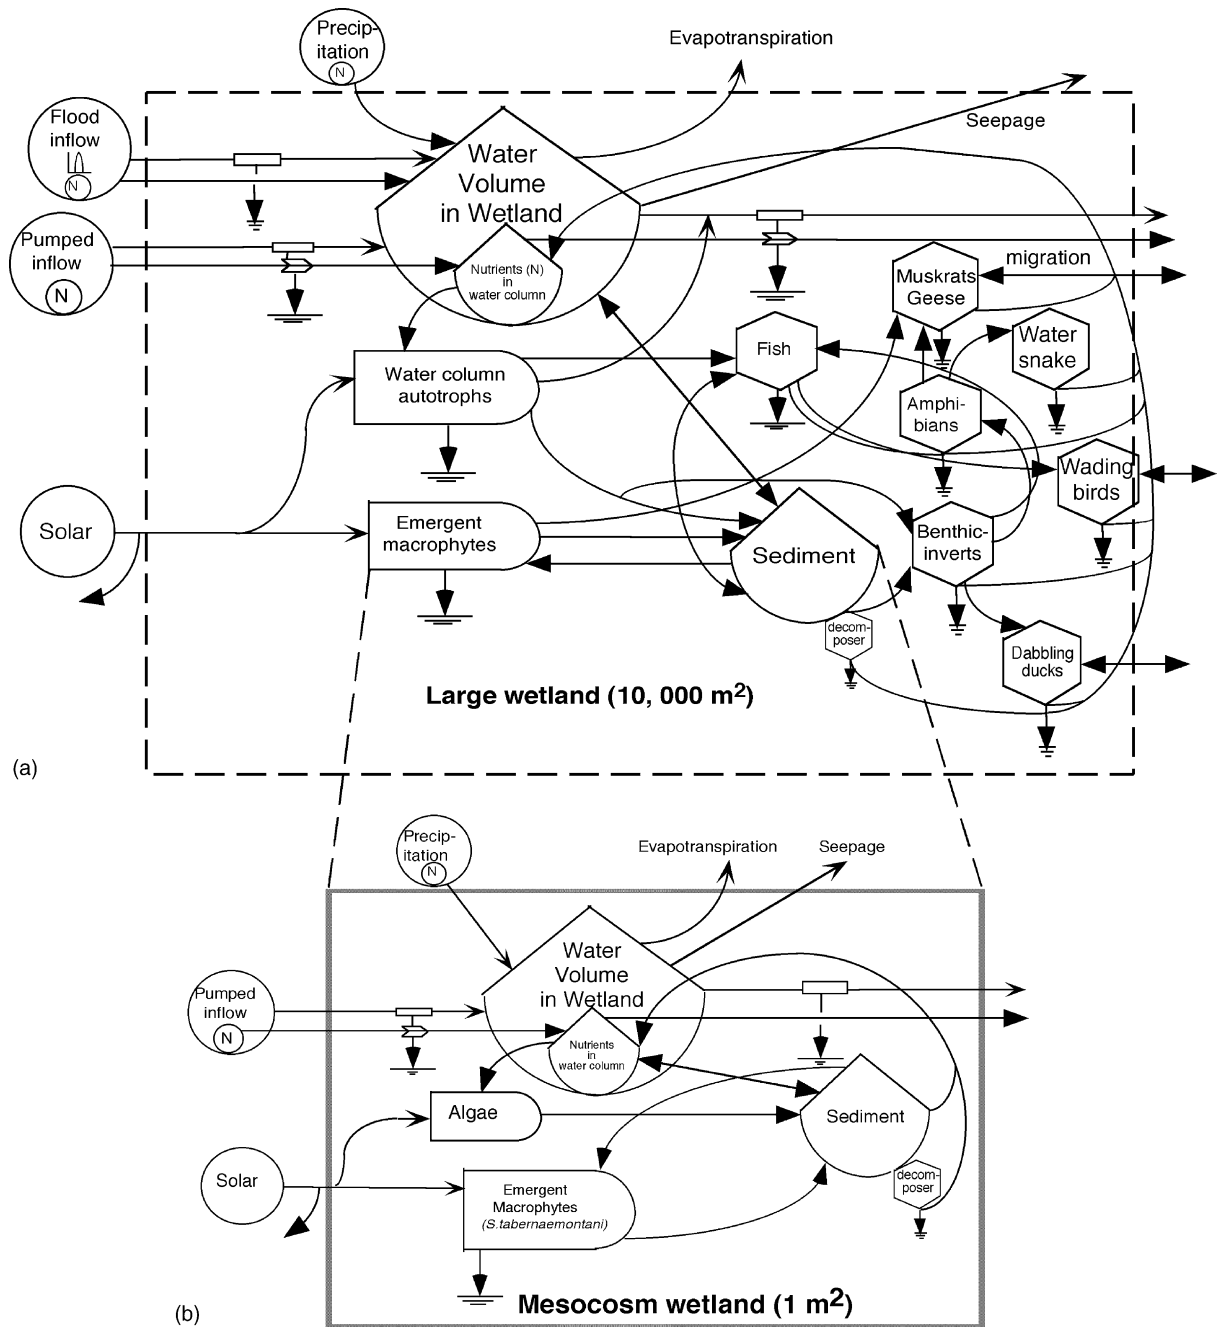 Precip-
itation
N
Evapotranspiration
Seepage
Flood
inflow
N
Water
Volume
in Wetland
Pumped
inflow
N
Nutrients (N)
in
water column
Muskrats
Geese
migration
Fish
Water
snake
Water column
autotrophs
Amphi-
bians
Wading
birds
Solar
Emergent
macrophytes
Sediment
Benthic-
inverts
decom-
poser
Dabbling
ducks
Large wetland (10, 000 m2)
(a)
Precip-
itation
N
Evapotranspiration
Seepage
Water
Volume
in Wetland
Pumped
inflow
N
Nutrients
in
water column
Algae
Sediment
Solar
Emergent
Macrophytes
(S.tabernaemontani)
decom-
poser
Mesocosm wetland (1 m2)
(b)